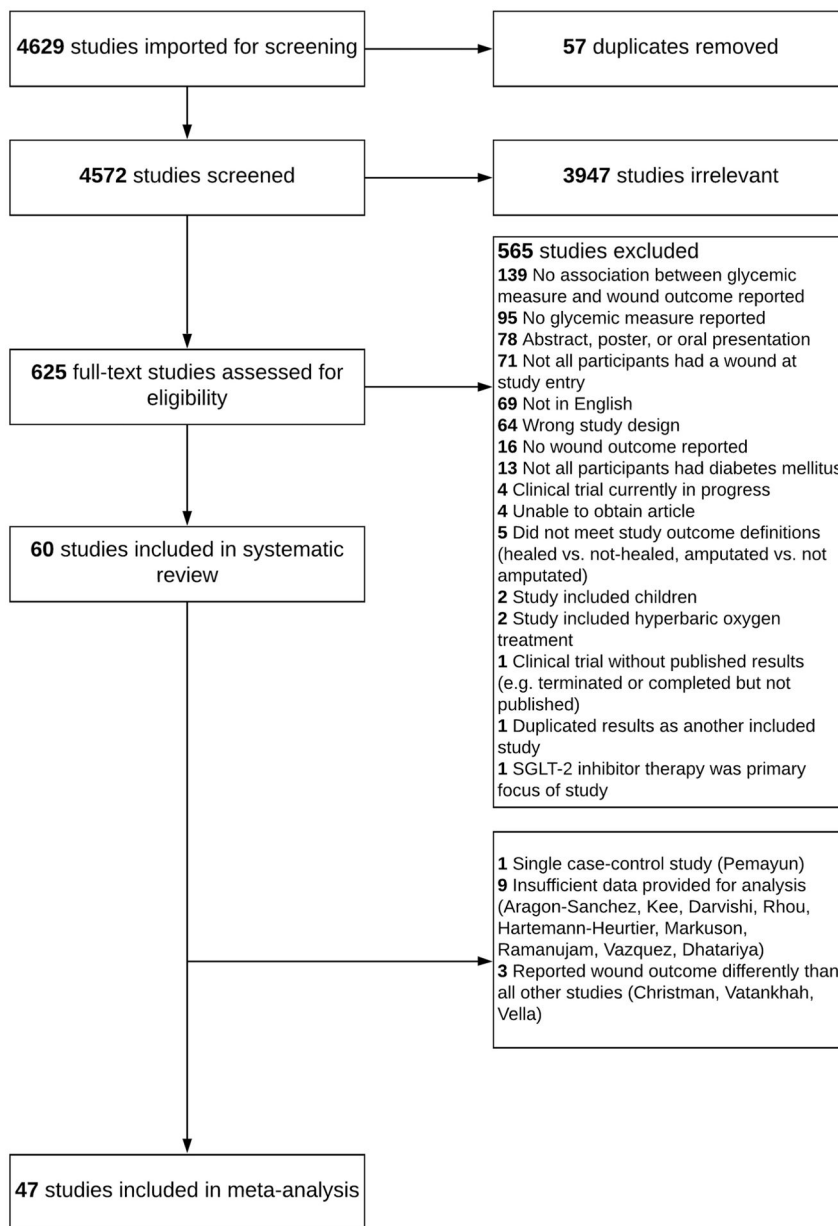 4629 studies imported for screening
57 duplicates removed
4572 studies screened
3947 studies irrelevant
565 studies excluded
139 No association between glycemic
measure and wound outcome reported
95 No glycemic measure reported
78 Abstract, poster, or oral presentation
71 Not all participants had a wound at
study entry
69 Not in English
64 Wrong study design
16 No wound outcome reported
13 Not all participants had diabetes mellitus
4 Clinical trial currently in progress
4 Unable to obtain article
5 Did not meet study outcome definitions
(healed vs. not-healed, amputated vs. not
amputated)
2 Study included children
2 Study included hyperbaric oxygen
treatment
1 Clinical trial without published results
(e.g. terminated or completed but not
published)
1 Duplicated results as another included
study
1 SGLT-2 inhibitor therapy was primary
focus of study
625 full-text studies assessed for
eligibility
60 studies included in systematic
review
1 Single case-control study (Pemayun)
9 Insufficient data provided for analysis
(Aragon-Sanchez, Kee, Darvishi, Rhou,
Hartemann-Heurtier, Markuson,
Ramanujam, Vazquez, Dhatariya)
3 Reported wound outcome differently than
all other studies (Christman, Vatankhah,
Vella)
47 studies included in meta-analysis